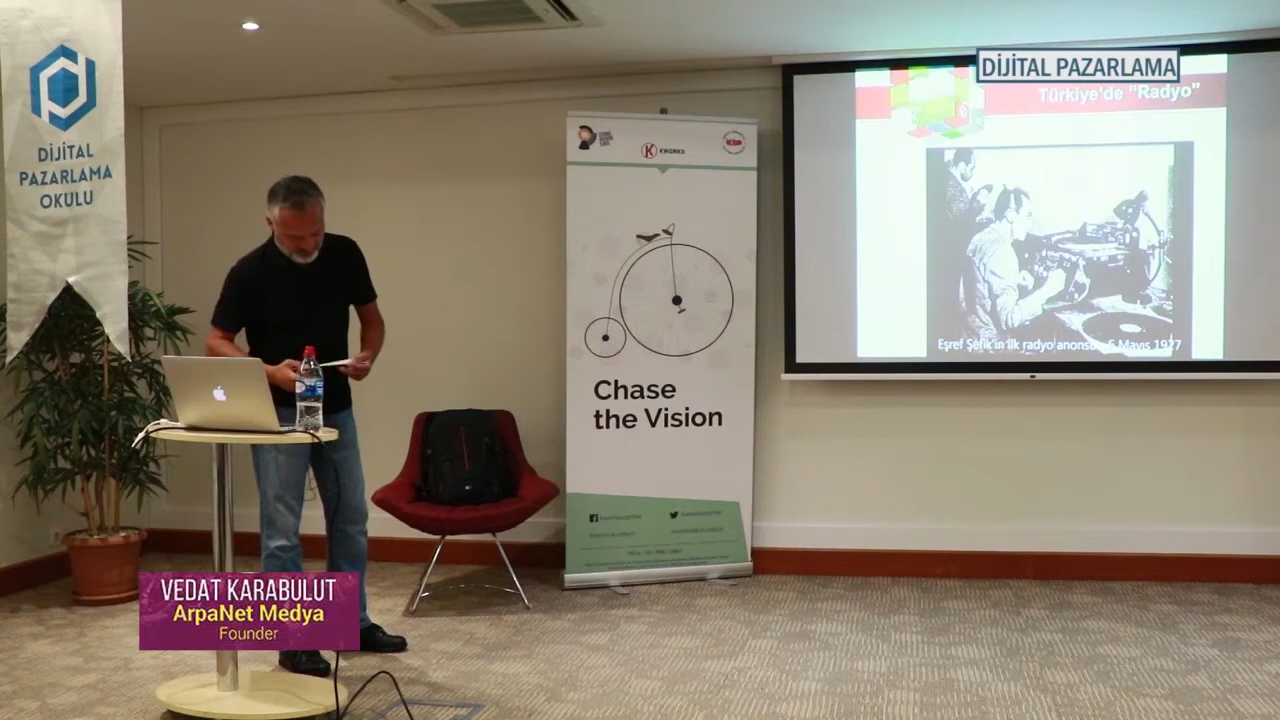 DİJİTAL
PAZARLAMA
OKULU
KWORKS
Chase
the Vision
DİJİTAL PAZARLAMA
Türkiye'de "Radyo"
Eşref Şefik'in ilk radyo anonsu 6 Mayıs 1927
VEDAT KARABULUT
ArpaNet Medya
Founder